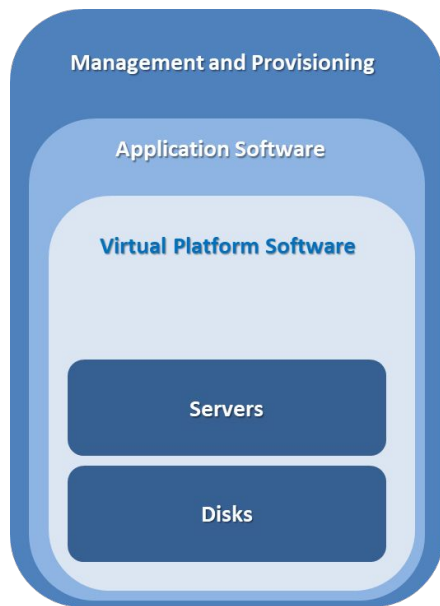 Management and Provisioning
Application Software
Virtual Platform Software
Servers
Disks